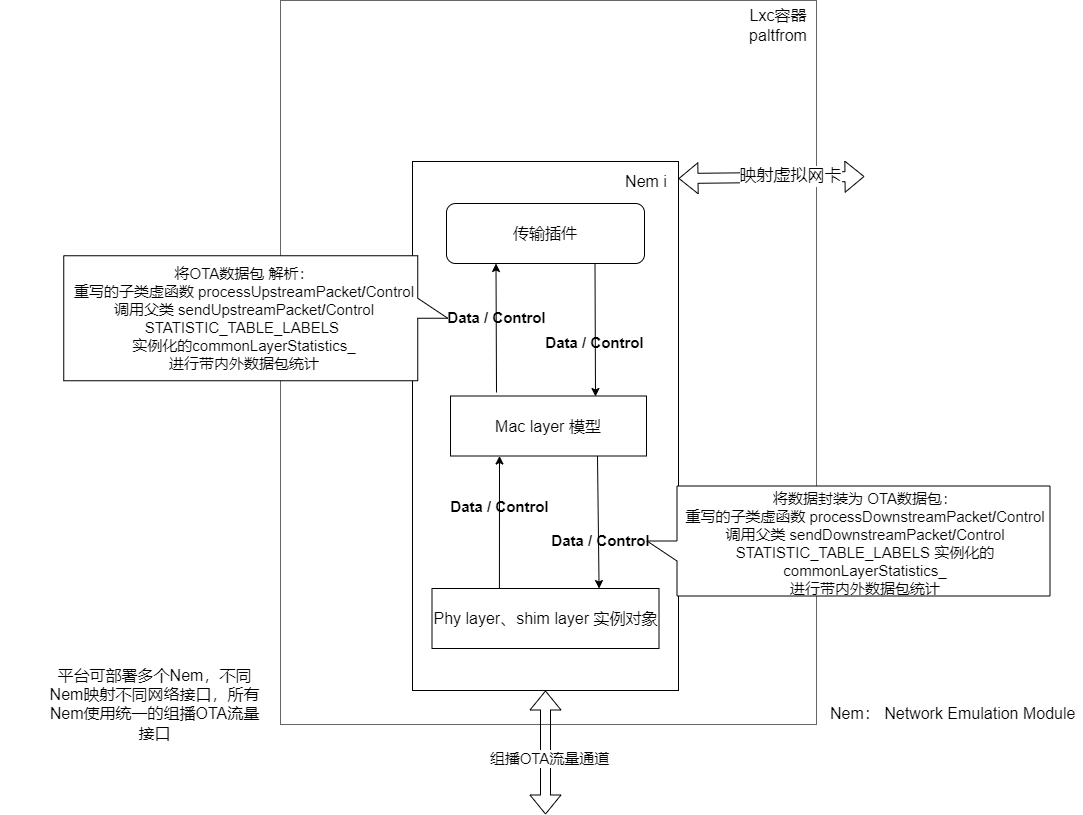 Lxc容器
paltfrom
Nem i
映射虚拟网卡
传输插件
将OTA数据包 解析：
重写的子类虚函数 processUpstreamPacket/Control
调用父类 sendUpstreamPacket/Control
STATISTIC_TABLE_LABELS
实例化的commonLayerStatistics_
进行带内外数据包统计
Data / Control
Data / Control
Mac layer 模型
Data / Control
Data / Control
将数据封装为 OTA数据包：
重写的子类虚函数 processDownstreamPacket/Control
调用父类 sendDownstreamPacket/Control
STATISTIC_TABLE_LABELS 实例化的
commonLayerStatistics_
进行带内外数据包统计
Phy layer、shim layer 实例对象
平台可部署多个Nem，不同
Nem映射不同网络接口，所有
Nem使用统一的组播OTA流量
接口
Nem： Network Emulation Module
组播OTA流量通道